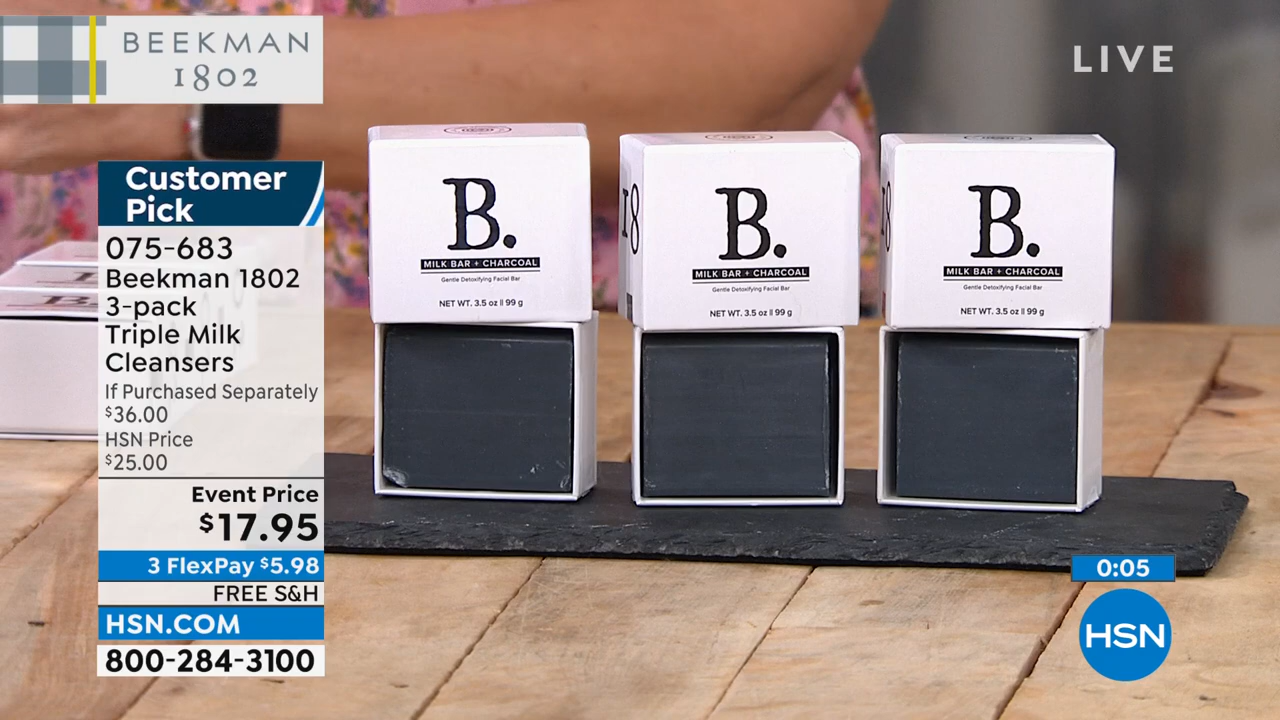 BEEKMAN
1802
LIVE
Customer
Pick
075-683
Beekman 1802
3-pack
Triple Milk
Cleansers
If Purchased Separately
$36.00
HSN Price
$25.00
Event Price
$17.95
3 FlexPay $5.98
FREE S&H
HSN.COM
800-284-3100
B.
MILK BAR + CHARCOAL
Gentle Detoxifying Facial Bar
NET WT. 3.5 oz || 99 g
18
B.
MILK BAR + CHARCOAL
Gentle Detoxifying Facial Bar
NET WT. 3.5 oz || 99 g
18
B.
MILK BAR + CHARCOAL
Gentle Detoxifying Facial Bar
NET WT. 3.5 oz || 99 g
B
0:05
HSN